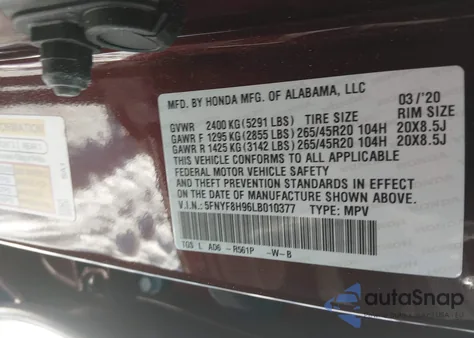 MFD. BY HONDA MFG. OF ALABAMA, LLC 03/'20
GVWR 2400 KG (5291 LBS) TIRE SIZE RIM SIZE
GAWR F 1295 KG (2855 LBS) 265/45R20 104H 20X8.5J
GAWR R 1425 KG (3142 LBS) 265/45R20 104H 20X8.5J
THIS VEHICLE CONFORMS TO ALL APPLICABLE
FEDERAL MOTOR VEHICLE SAFETY
AND THEFT PREVENTION STANDARDS IN EFFECT
ON THE DATE OF MANUFACTURE SHOWN ABOVE.
V.I.N.: 5FNYF8H96LB010377 TYPE: MPV
TGS L AD6 - R561P -W-B
autoSnap